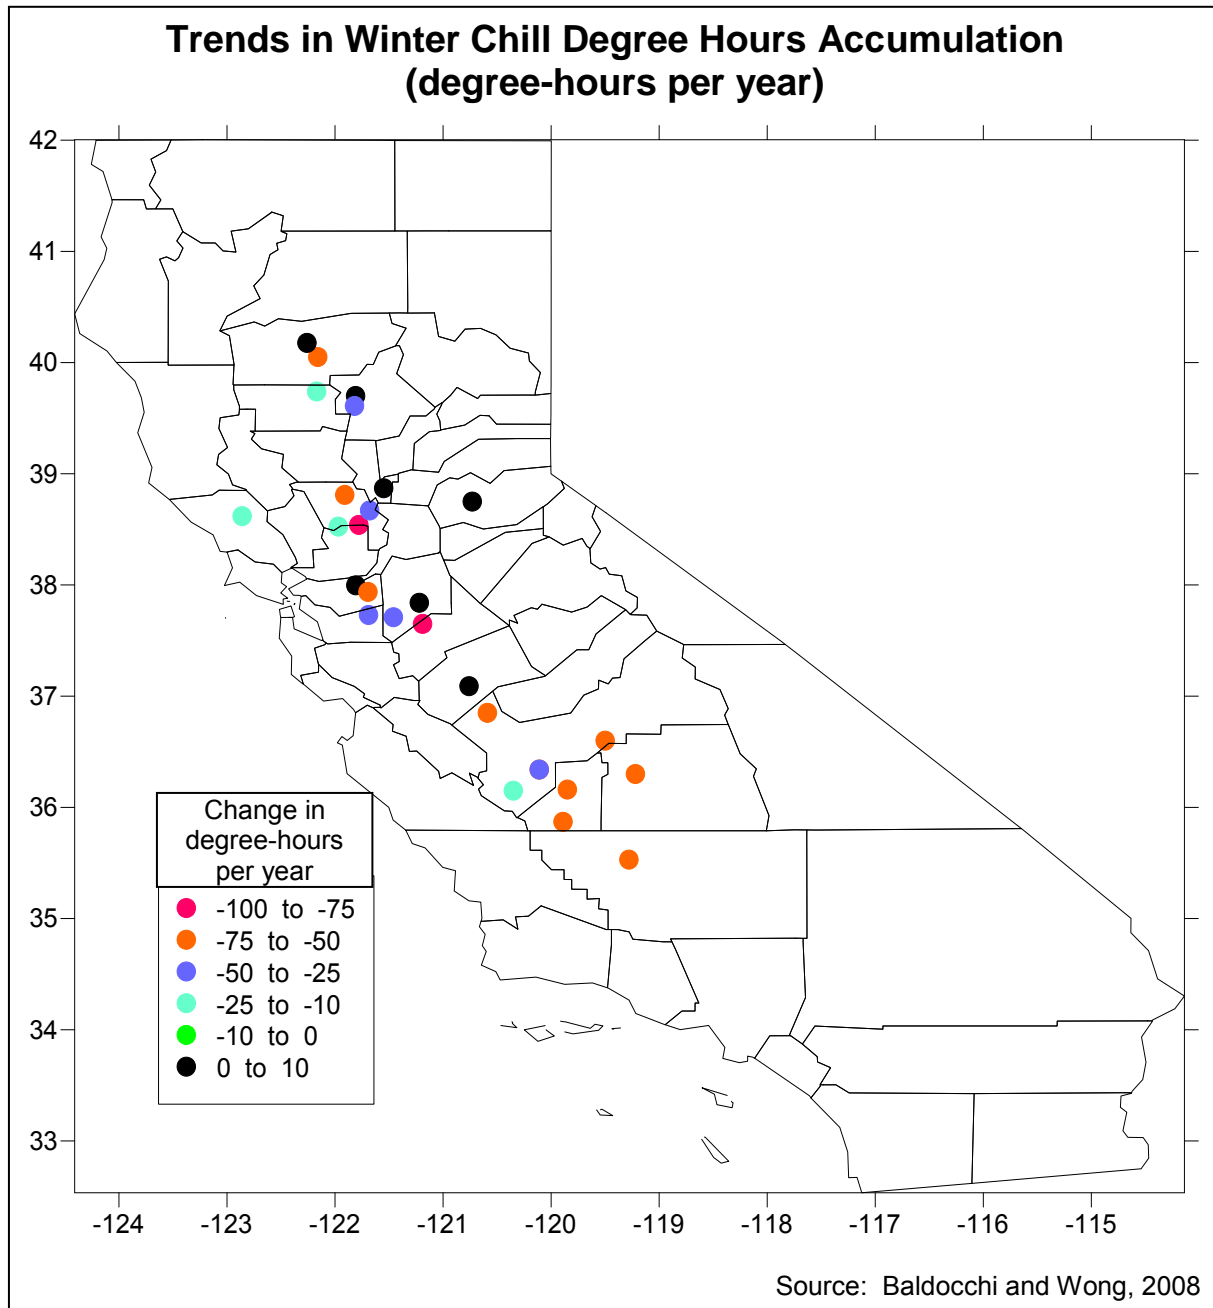 Trends in Winter Chill Degree Hours Accumulation
(degree-hours per year)
42
41
40
39
38
37
36
35
34
33
Change in
degree-hours
per year
-100 to -75
-75 to -50
-50 to -25
-25 to -10
-10 to 0
0 to 10
-124 -123 -122 -121 -120 -119 -118 -117 -116 -115
Source: Baldocchi and Wong, 2008